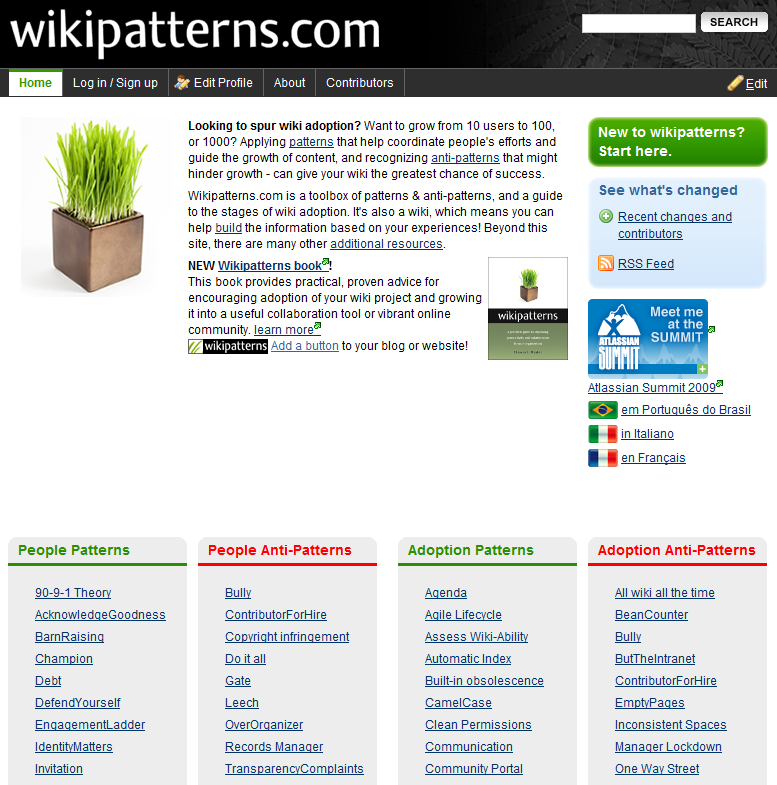 wikipatterns.com
SEARCH
Home
Log in / Sign up
Edit Profile
About
Contributors
Edit
Looking to spur wiki adoption? Want to grow from 10 users to 100,
or 1000? Applying patterns that help coordinate people's efforts and
guide the growth of content, and recognizing anti-patterns that might
hinder growth - can give your wiki the greatest chance of success.
Wikipatterns.com is a toolbox of patterns & anti-patterns, and a guide
to the stages of wiki adoption. It's also a wiki, which means you can
help build the information based on your experiences! Beyond this
site, there are many other additional resources.
NEW Wikipatterns book!
This book provides practical, proven advice for
encouraging adoption of your wiki project and growing
it into a useful collaboration tool or vibrant online
community. learn more
wikipatterns Add a button to your blog or website!
wikipatterns
New to wikipatterns?
Start here.
See what's changed
Recent changes and
contributors
RSS Feed
Meet me
at the
SUMMIT
ATLASSIAN
SUMMIT
Atlassian Summit 2009
em Português do Brasil
in Italiano
en Français
People Patterns
90-9-1 Theory
AcknowledgeGoodness
BarnRaising
Champion
Debt
DefendYourself
EngagementLadder
IdentityMatters
Invitation
People Anti-Patterns
Bully
ContributorForHire
Copyright infringement
Do it all
Gate
Leech
OverOrganizer
Records Manager
TransparencyComplaints
Adoption Patterns
Agenda
Agile Lifecycle
Assess Wiki-Ability
Automatic Index
Built-in obsolescence
CamelCase
Clean Permissions
Communication
Community Portal
Adoption Anti-Patterns
All wiki all the time
BeanCounter
Bully
ButTheIntranet
ContributorForHire
EmptyPages
Inconsistent Spaces
Manager Lockdown
One Way Street